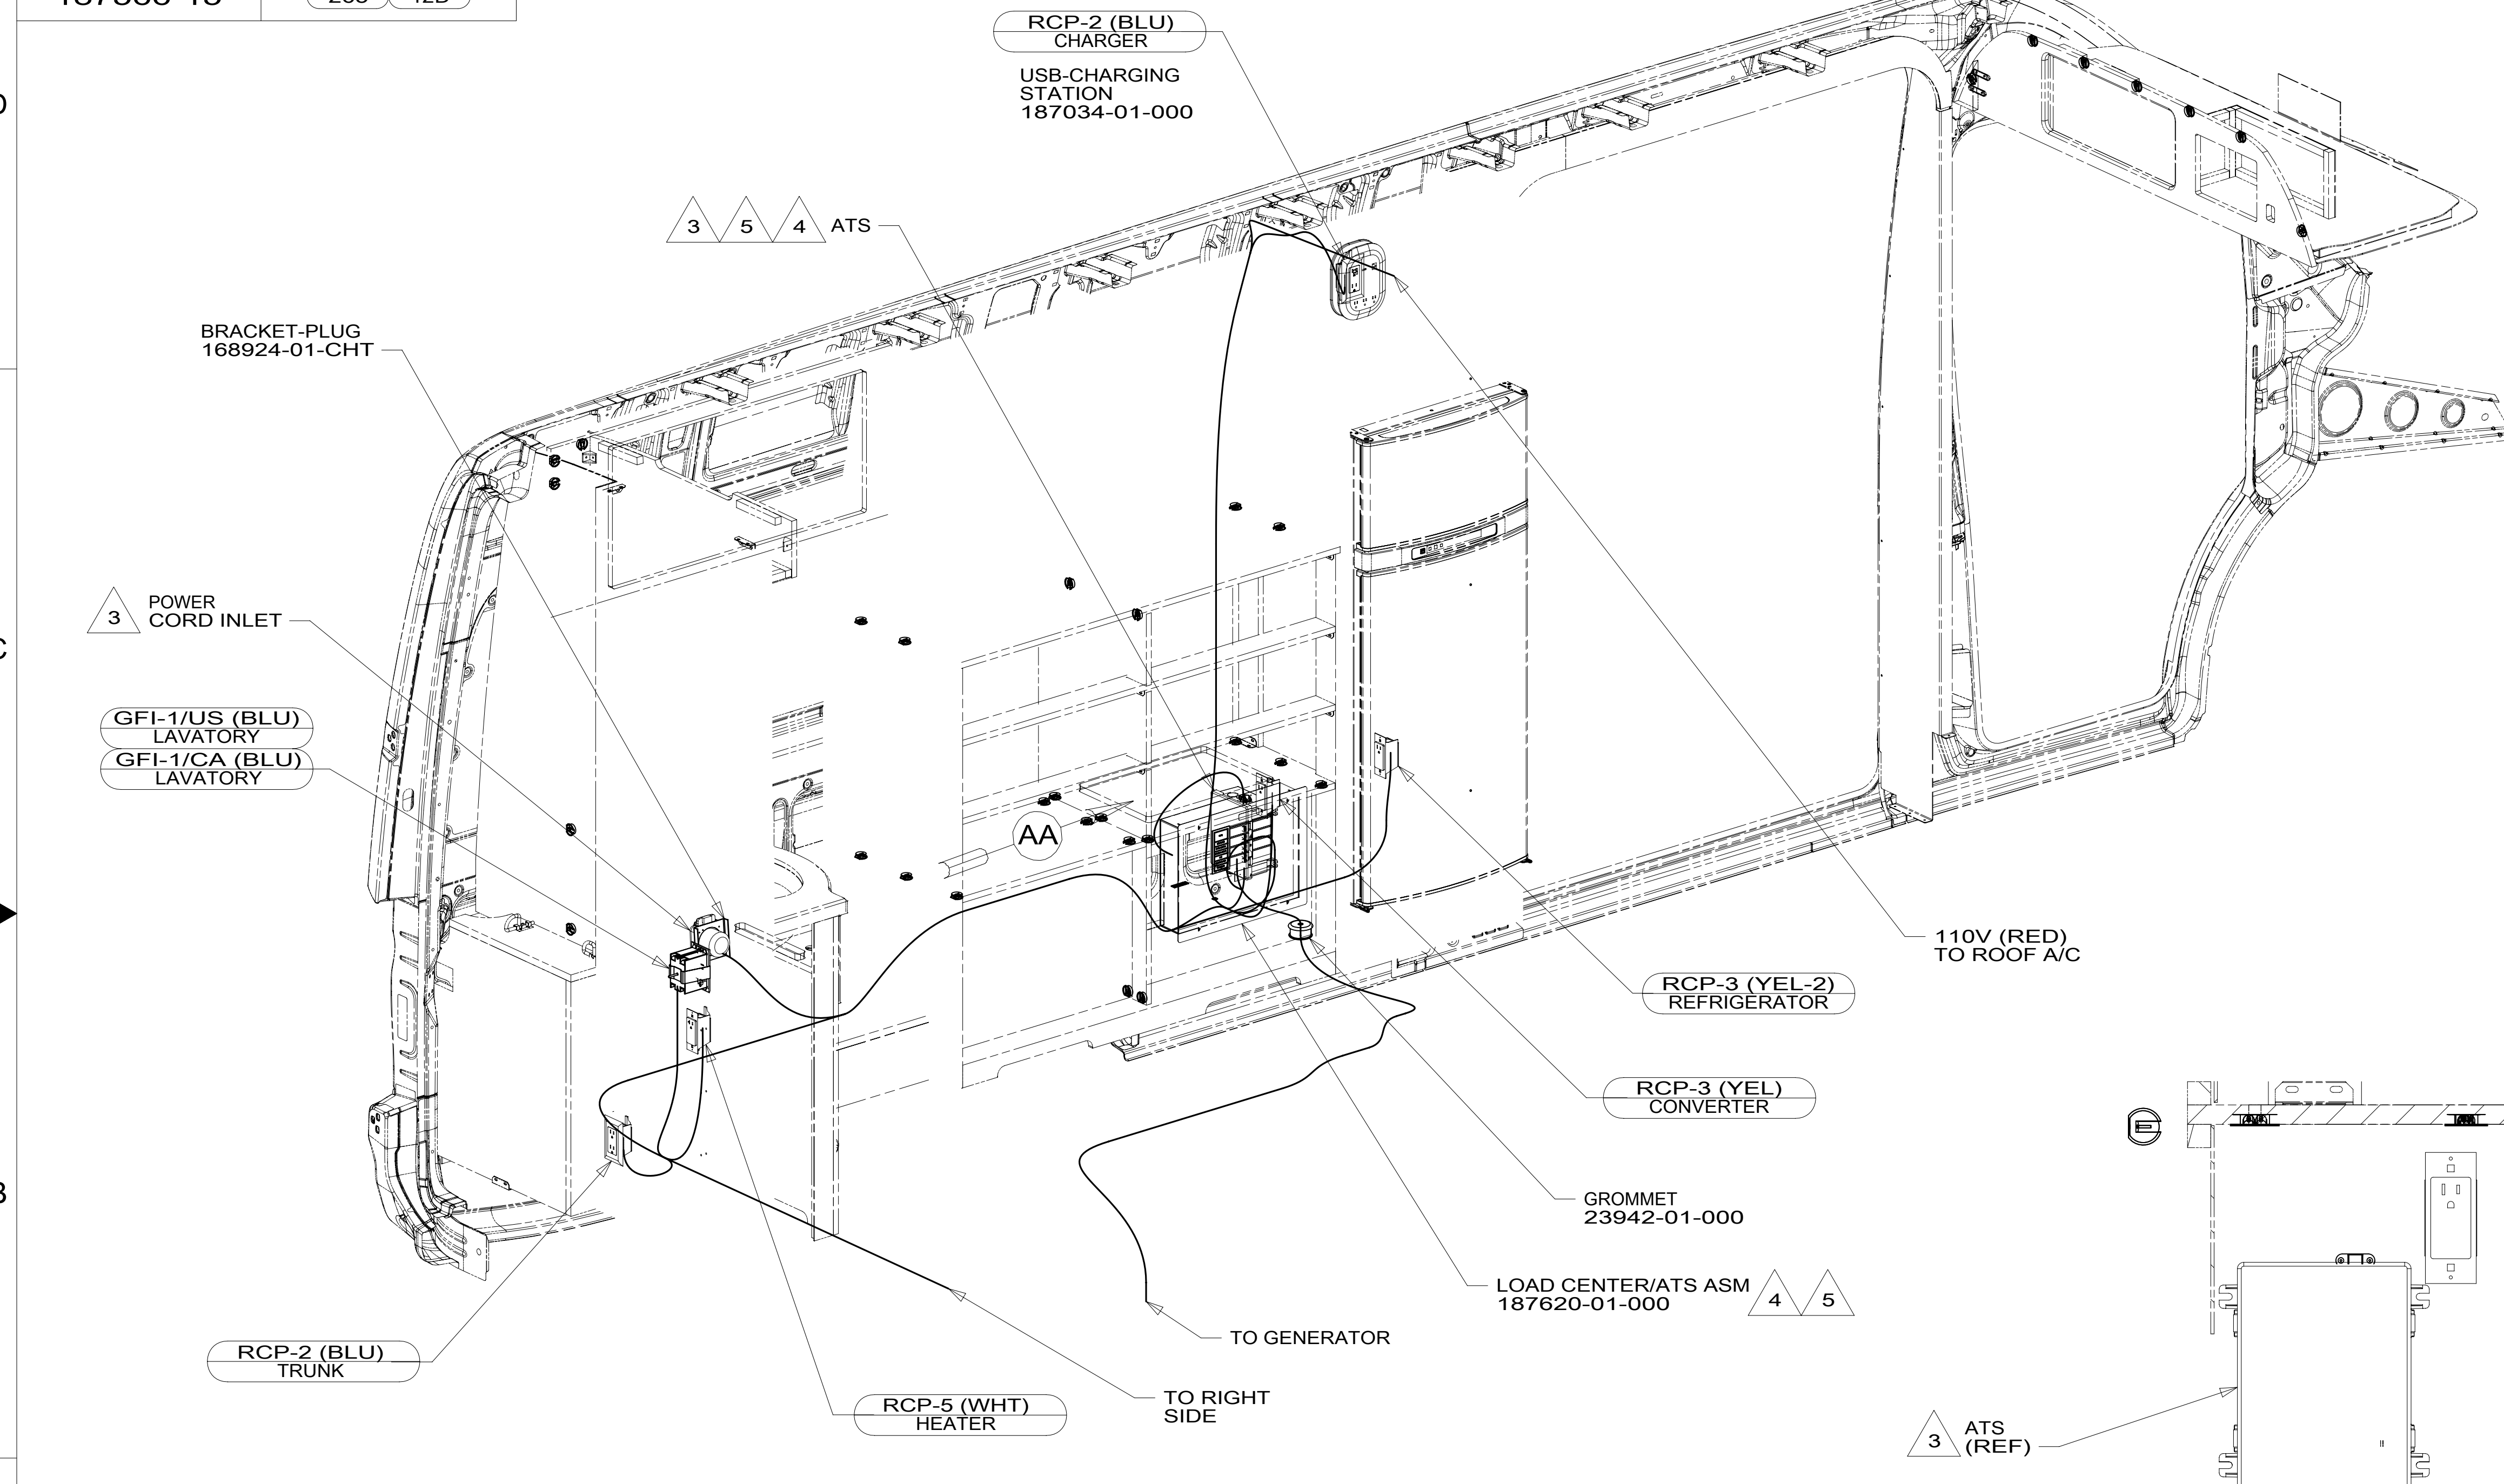 RCP-2 (BLU)
CHARGER
USB-CHARGING
STATION
187034-01-000
3 5 4 ATS
BRACKET-PLUG
168924-01-CHT
3 POWER
CORD INLET
GFI-1/US (BLU)
LAVATORY
GFI-1/CA (BLU)
LAVATORY
AA
110V (RED)
TO ROOF A/C
RCP-3 (YEL-2)
REFRIGERATOR
RCP-3 (YEL)
CONVERTER
GROMMET
23942-01-000
LOAD CENTER/ATS ASM
187620-01-000
4 5
TO GENERATOR
RCP-2 (BLU)
TRUNK
TO RIGHT
SIDE
RCP-5 (WHT)
HEATER
3 ATS
(REF)